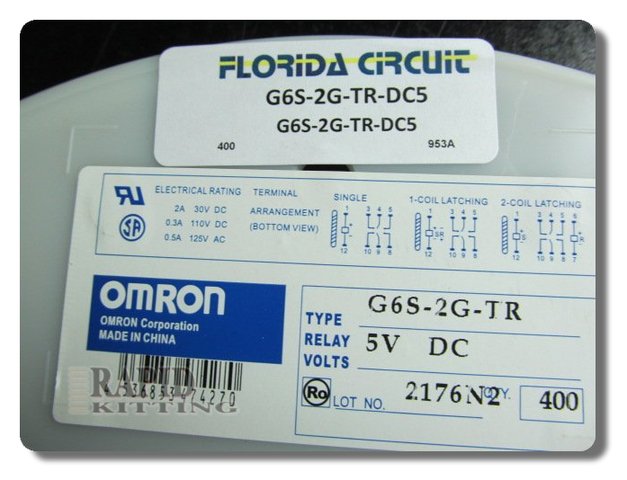 FLORIDA CIRCUIT
G6S-2G-TR-DC5
G6S-2G-TR-DC5
400 953A
ELECTRICAL RATING
2A 30V DC
0.3A 110V DC
0.5A 125V AC
TERMINAL
ARRANGEMENT
(BOTTOM VIEW)
SINGLE
1-COIL LATCHING
2-COIL LATCHING
OMRON
OMRON Corporation
MADE IN CHINA
4536853474270
RAPID
KITTING
TYPE G6S-2G-TR
RELAY 5V DC
VOLTS
Ro LOT NO. 2176N2 QTY. 400